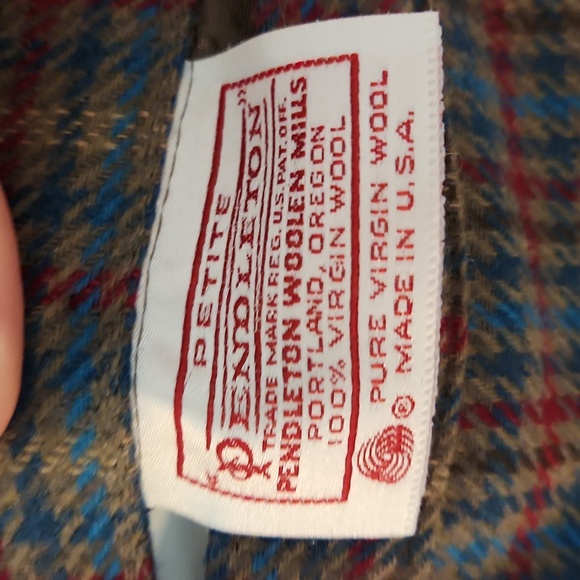 PETITE
"PENDLETON"
A TRADE MARK REG. U.S. PAT. OFF.
PENDLETON WOOLEN MILLS
PORTLAND, OREGON
100% VIRGIN WOOL
PURE VIRGIN WOOL
® MADE IN U.S.A.